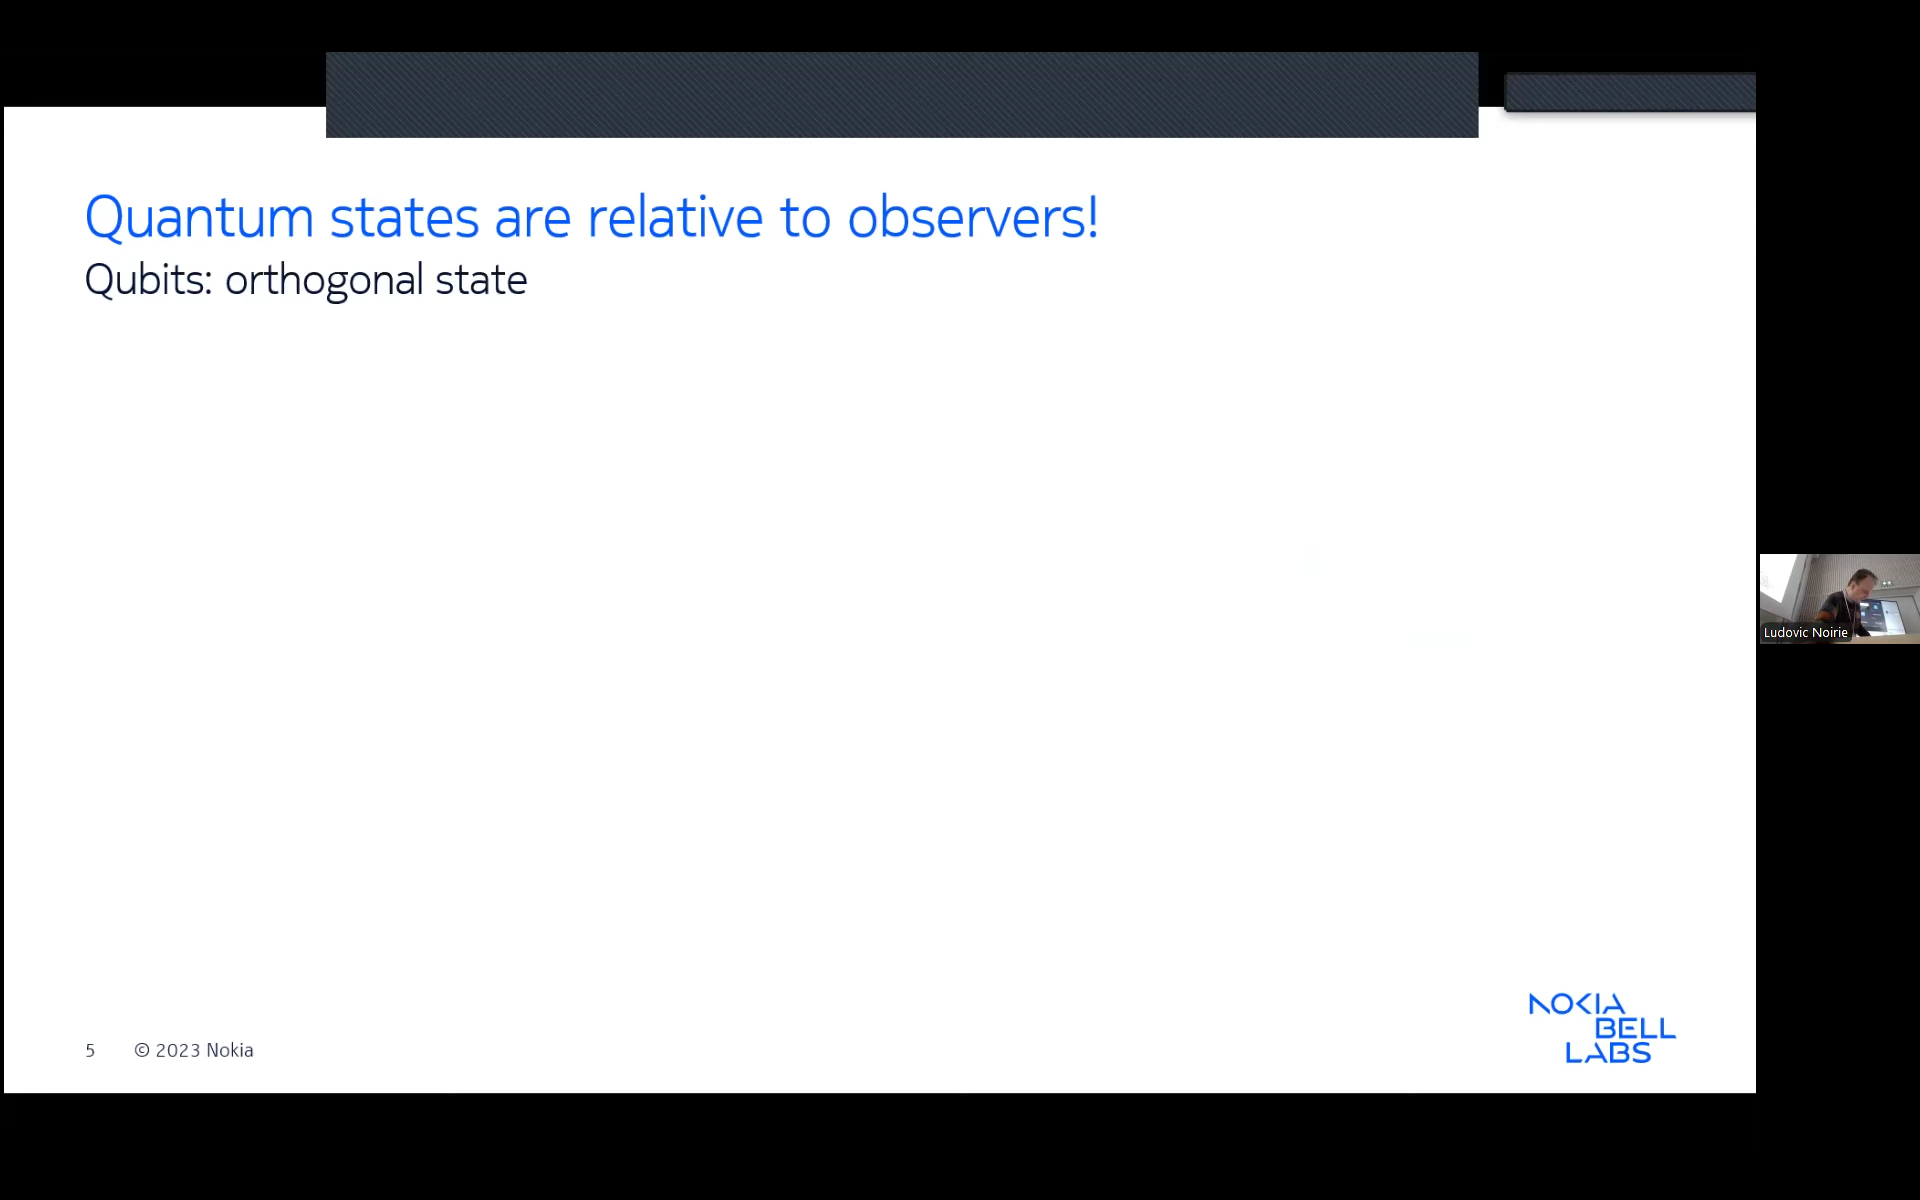 Quantum states are relative to observers!
Qubits: orthogonal state
Ludovic Noirie
NOKIA
BELL
LABS
5 © 2023 Nokia